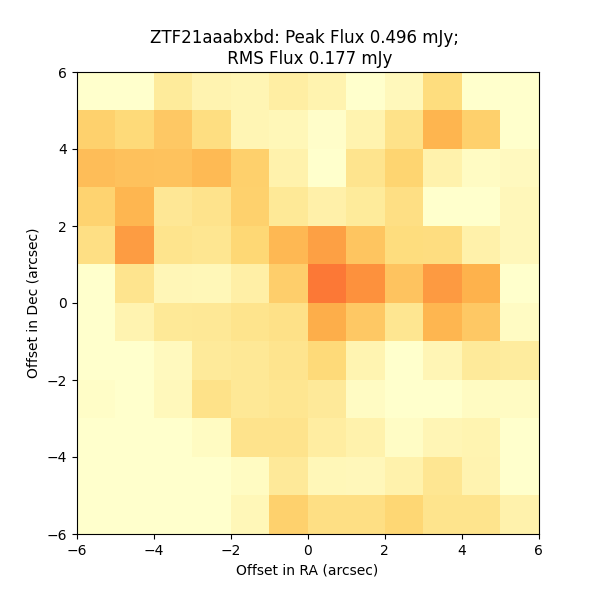 ZTF21aaabxbd: Peak Flux 0.496 mJy;
RMS Flux 0.177 mJy
6
4
2
0
−2
−4
−6
Offset in Dec (arcsec)
−6 −4 −2 0 2 4 6
Offset in RA (arcsec)